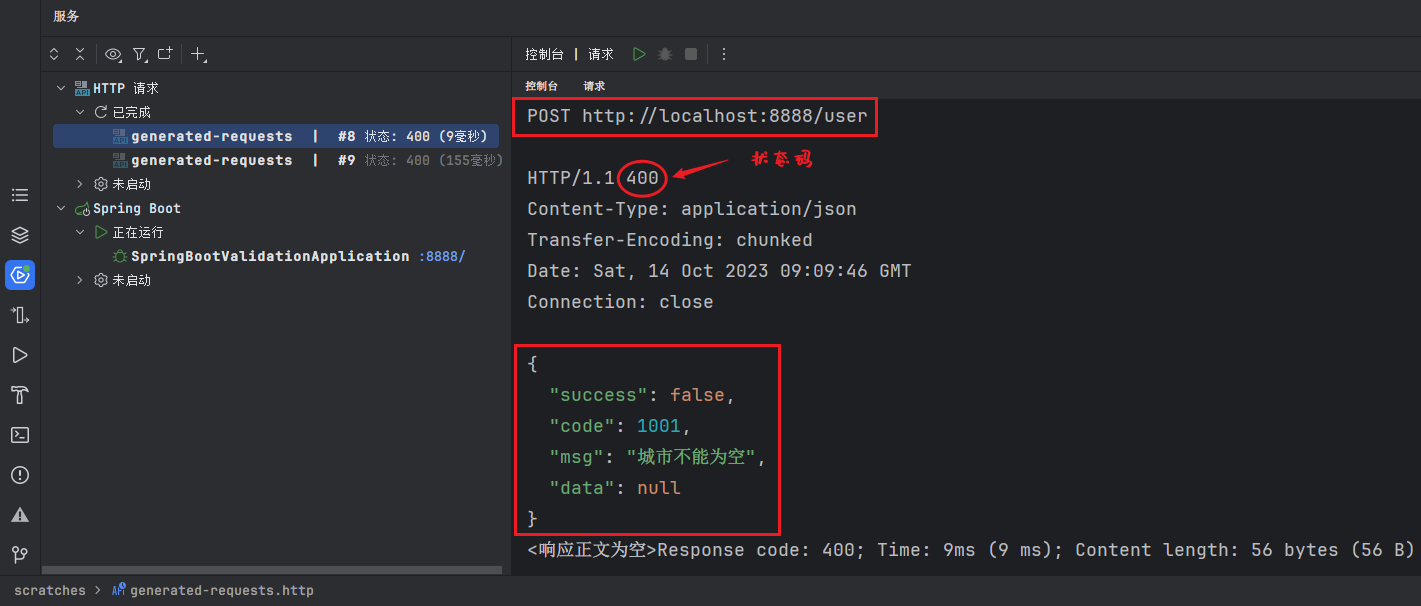 服务
控制台 | 请求
控制台 请求
HTTP 请求
已完成
generated-requests | #8 状态: 400 (9毫秒)
generated-requests | #9 状态: 400 (155毫秒)
未启动
Spring Boot
正在运行
SpringBootValidationApplication :8888/
未启动
POST http://localhost:8888/user
状态码
HTTP/1.1 400
Content-Type: application/json
Transfer-Encoding: chunked
Date: Sat, 14 Oct 2023 09:09:46 GMT
Connection: close
{
"success": false,
"code": 1001,
"msg": "城市不能为空",
"data": null
}
<响应正文为空>Response code: 400; Time: 9ms (9 ms); Content length: 56 bytes (56 B)
scratches > generated-requests.http